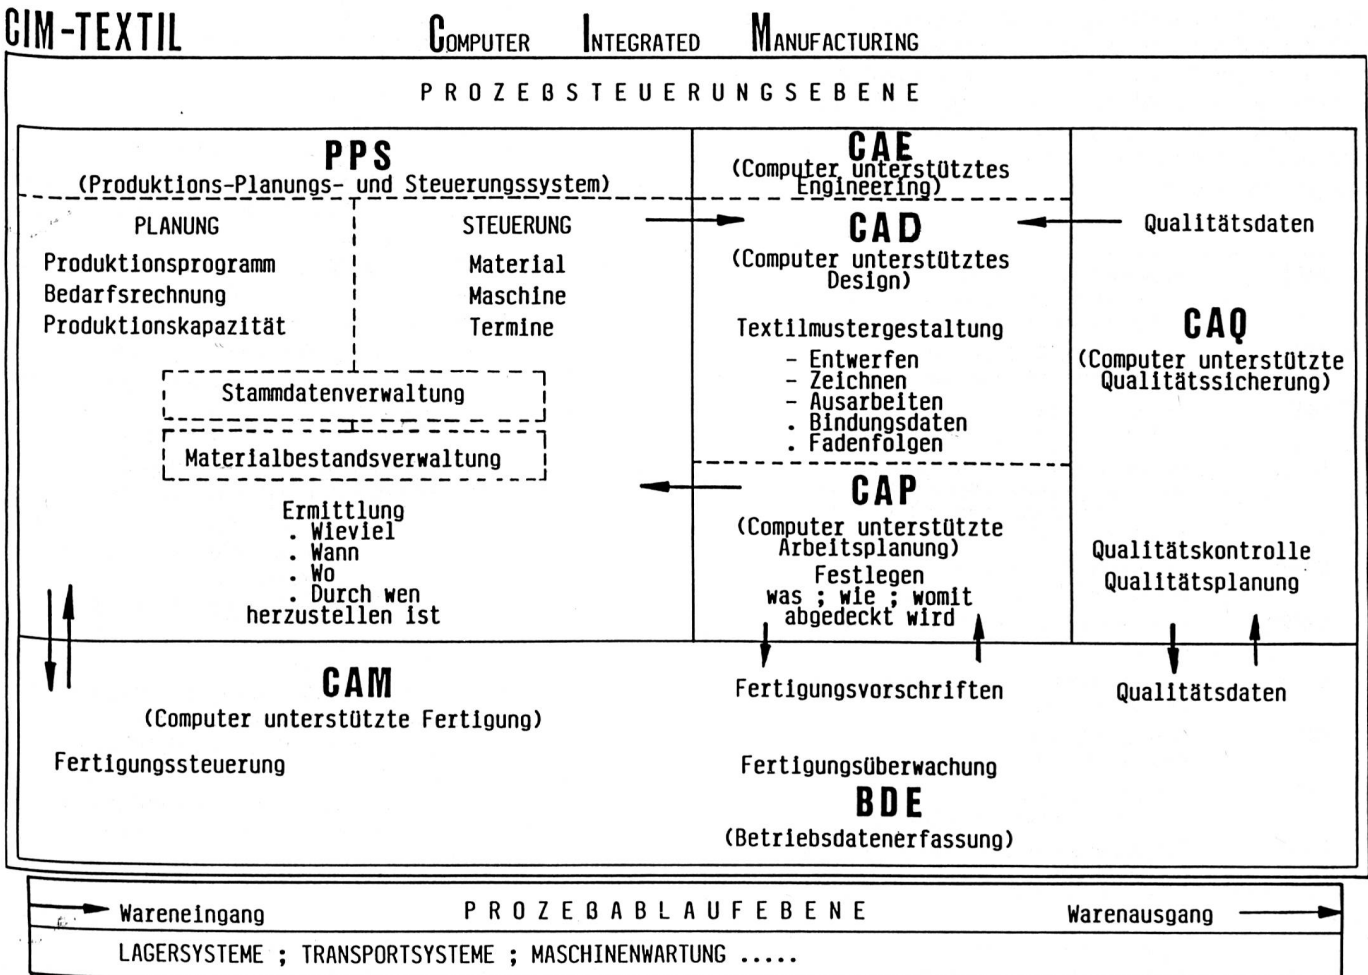 CIM-TEXTIL COMPUTER INTEGRATED MANUFACTURING
PROZEßSTEUERUNGSEBENE
PPS
(Produktions-Planungs- und Steuerungssystem)
PLANUNG
Produktionsprogramm
Bedarfsrechnung
Produktionskapazität
STEUERUNG
Material
Maschine
Termine
Stammdatenverwaltung
Materialbestandsverwaltung
Ermittlung
. Wieviel
. Wann
. Wo
. Durch wen
herzustellen ist
CAE
(Computer unterstütztes
Engineering)
CAD
(Computer unterstütztes
Design)
Textilmustergestaltung
- Entwerfen
- Zeichnen
- Ausarbeiten
. Bindungsdaten
. Fadenfolgen
CAP
(Computer unterstützte
Arbeitsplanung)
Festlegen
was ; wie ; womit
abgedeckt wird
Qualitätsdaten
CAQ
(Computer unterstützte
Qualitätssicherung)
Qualitätskontrolle
Qualitätsplanung
CAM
(Computer unterstützte Fertigung)
Fertigungssteuerung
Fertigungsvorschriften
Qualitätsdaten
Fertigungsüberwachung
BDE
(Betriebsdatenerfassung)
Wareneingang PROZEßABLAUFEBENE Warenausgang
LAGERSYSTEME ; TRANSPORTSYSTEME ; MASCHINENWARTUNG .....